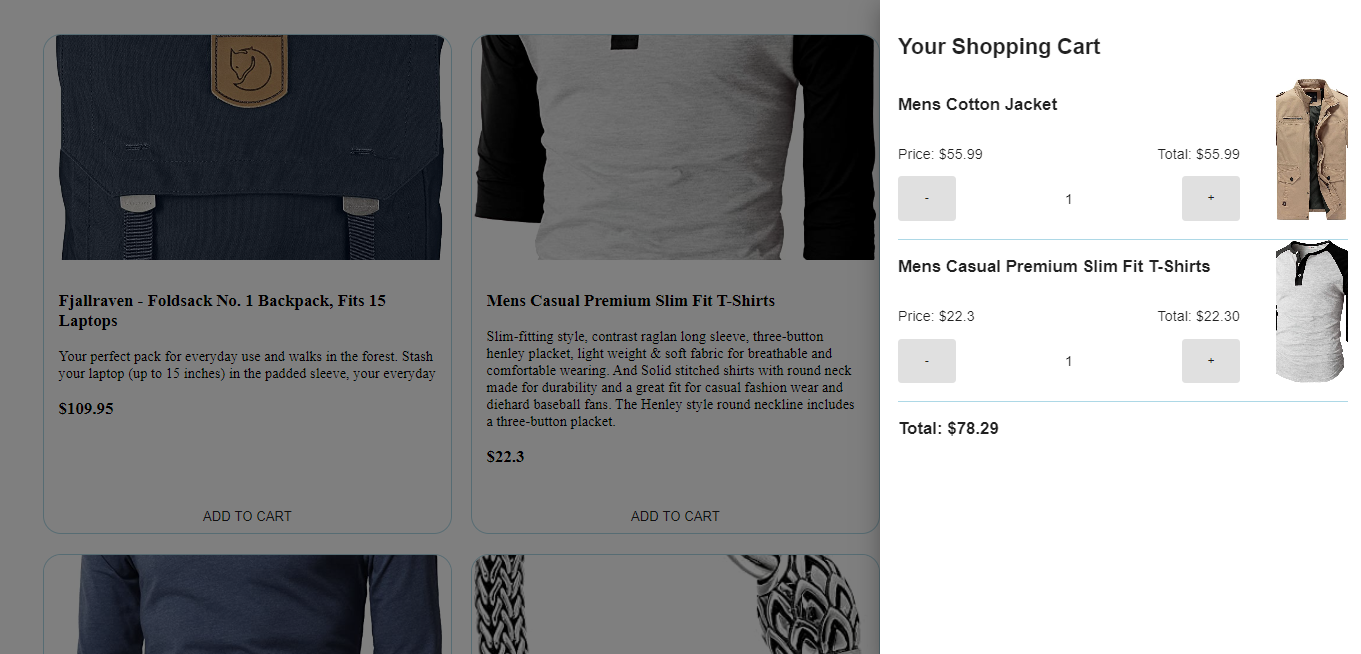 Fjallraven - Foldsack No. 1 Backpack, Fits 15
Laptops
Your perfect pack for everyday use and walks in the forest. Stash
your laptop (up to 15 inches) in the padded sleeve, your everyday
$109.95
ADD TO CART
Mens Casual Premium Slim Fit T-Shirts
Slim-fitting style, contrast raglan long sleeve, three-button
henley placket, light weight & soft fabric for breathable and
comfortable wearing. And Solid stitched shirts with round neck
made for durability and a great fit for casual fashion wear and
diehard baseball fans. The Henley style round neckline includes
a three-button placket.
$22.3
ADD TO CART
Your Shopping Cart
Mens Cotton Jacket
Price: $55.99 Total: $55.99
- 1 +
Mens Casual Premium Slim Fit T-Shirts
Price: $22.3 Total: $22.30
- 1 +
Total: $78.29